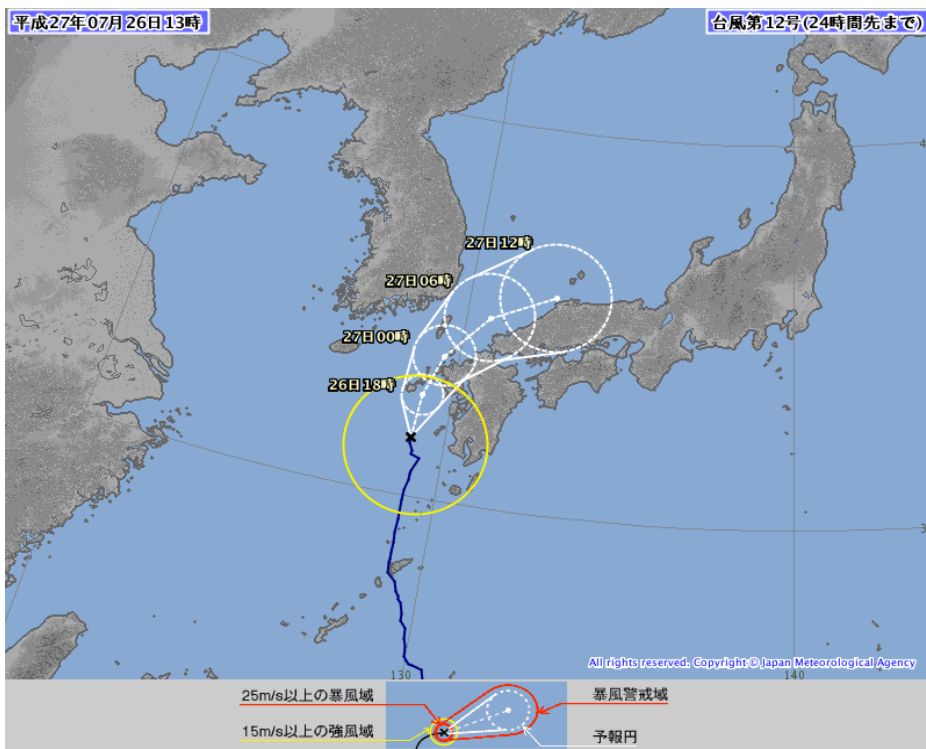 平成27年07月26日13時
台風第12号(24時間先まで)
27日12時
27日06時
27日00時
26日18時
4
3
130
140
All rights reserved. Copyright © Japan Meteorological Agency
25m/s以上の暴風域
暴風警戒域
15m/s以上の強風域
予報円